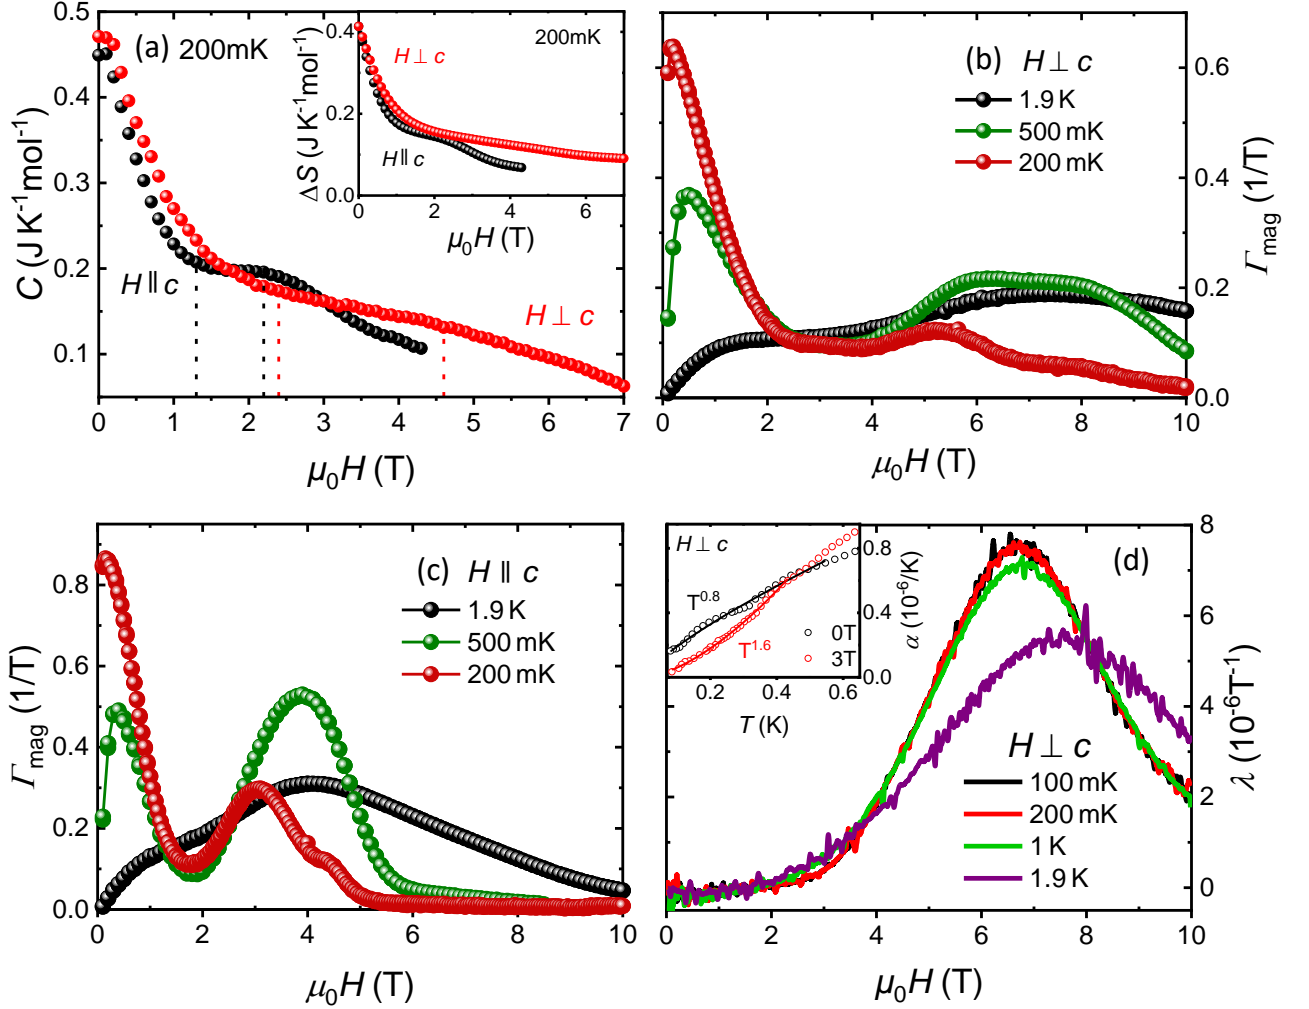 (a) 200mK
0.5
0.4
0.3
0.2
0.1
C (J K⁻¹mol⁻¹)
H ∥ c
H ⊥ c
0 1 2 3 4 5 6 7
μ₀H (T)
200mK
H ⊥ c
H ∥ c
0.4
0.2
0.0
ΔS (J K⁻¹mol⁻¹)
0 2 4 6
μ₀H (T)
(b) H ⊥ c
1.9 K
500 mK
200 mK
0.6
0.4
0.2
0.0
Γmag (1/T)
0 2 4 6 8 10
μ₀H (T)
(c) H ∥ c
1.9 K
500 mK
200 mK
0.8
0.6
0.4
0.2
0.0
Γmag (1/T)
0 2 4 6 8 10
μ₀H (T)
(d)
H ⊥ c
T⁰·⁸
T¹·⁶
0T
3T
0.8
0.4
0.0
α (10⁻⁶/K)
0.2 0.4 0.6
T (K)
H ⊥ c
100 mK
200 mK
1 K
1.9 K
8
6
4
2
0
λ (10⁻⁶T⁻¹)
0 2 4 6 8 10
μ₀H (T)